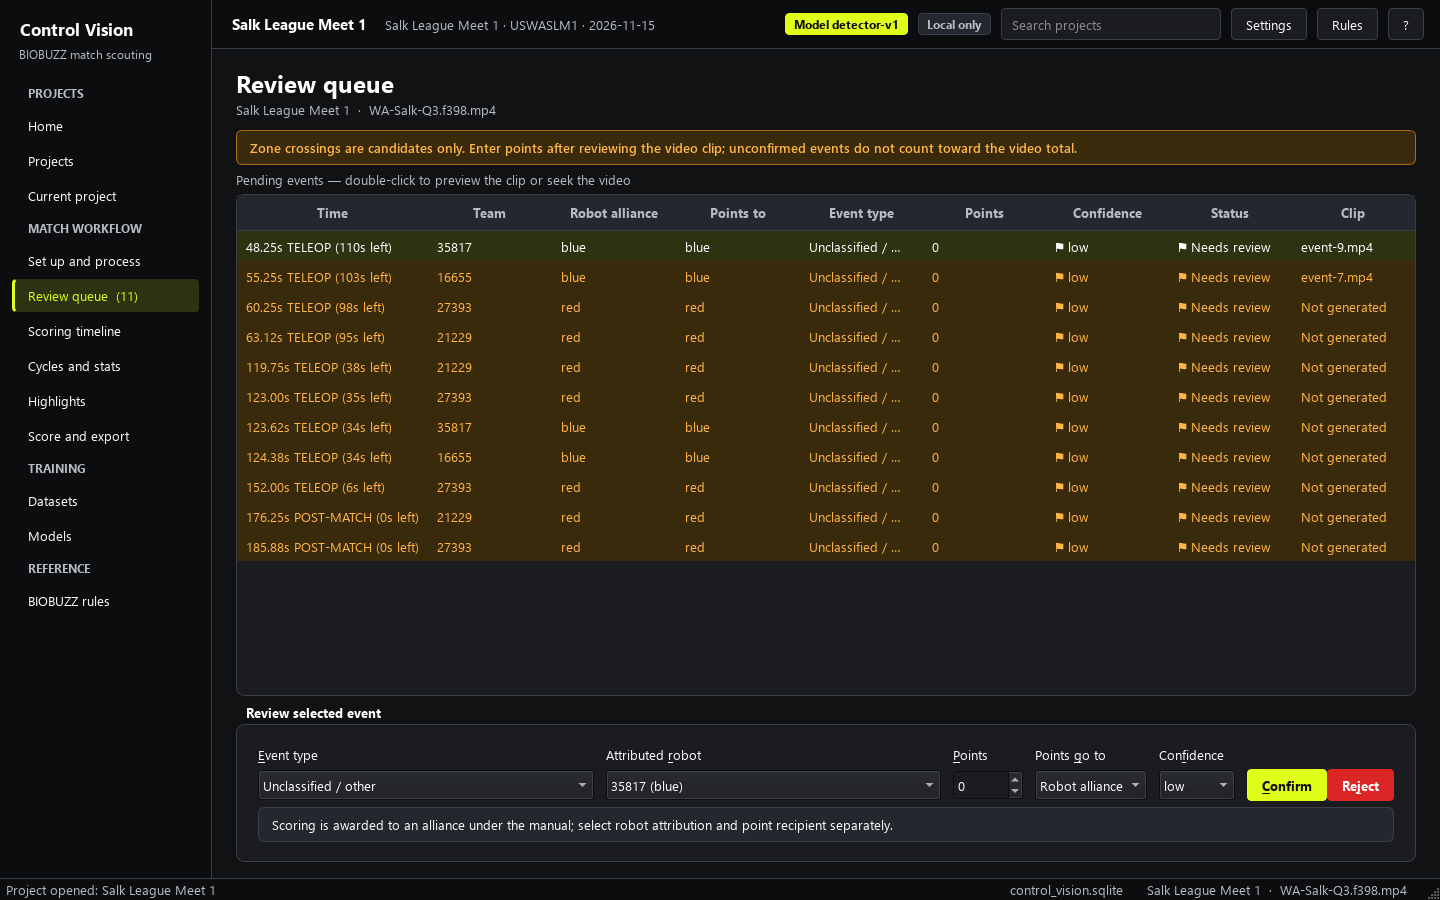 Control Vision
BIOBUZZ match scouting
PROJECTS
Home
Projects
Current project
MATCH WORKFLOW
Set up and process
Review queue (11)
Scoring timeline
Cycles and stats
Highlights
Score and export
TRAINING
Datasets
Models
REFERENCE
BIOBUZZ rules
Salk League Meet 1 Salk League Meet 1 · USWASLM1 · 2026-11-15 Model detector-v1 Local only Search projects Settings Rules ?
Review queue
Salk League Meet 1 · WA-Salk-Q3.f398.mp4
Zone crossings are candidates only. Enter points after reviewing the video clip; unconfirmed events do not count toward the video total.
Pending events — double-click to preview the clip or seek the video
Time Team Robot alliance Points to Event type Points Confidence Status Clip
48.25s TELEOP (110s left) 35817 blue blue Unclassified / ... 0 ⚑ low ⚑ Needs review event-9.mp4
55.25s TELEOP (103s left) 16655 blue blue Unclassified / ... 0 ⚑ low ⚑ Needs review event-7.mp4
60.25s TELEOP (98s left) 27393 red red Unclassified / ... 0 ⚑ low ⚑ Needs review Not generated
63.12s TELEOP (95s left) 21229 red red Unclassified / ... 0 ⚑ low ⚑ Needs review Not generated
119.75s TELEOP (38s left) 21229 red red Unclassified / ... 0 ⚑ low ⚑ Needs review Not generated
123.00s TELEOP (35s left) 27393 red red Unclassified / ... 0 ⚑ low ⚑ Needs review Not generated
123.62s TELEOP (34s left) 35817 blue blue Unclassified / ... 0 ⚑ low ⚑ Needs review Not generated
124.38s TELEOP (34s left) 16655 blue blue Unclassified / ... 0 ⚑ low ⚑ Needs review Not generated
152.00s TELEOP (6s left) 27393 red red Unclassified / ... 0 ⚑ low ⚑ Needs review Not generated
176.25s POST-MATCH (0s left) 21229 red red Unclassified / ... 0 ⚑ low ⚑ Needs review Not generated
185.88s POST-MATCH (0s left) 27393 red red Unclassified / ... 0 ⚑ low ⚑ Needs review Not generated
Review selected event
Event type Attributed robot Points Points go to Confidence
Unclassified / other 35817 (blue) 0 Robot alliance low Confirm Reject
Scoring is awarded to an alliance under the manual; select robot attribution and point recipient separately.
Project opened: Salk League Meet 1 control_vision.sqlite Salk League Meet 1 · WA-Salk-Q3.f398.mp4